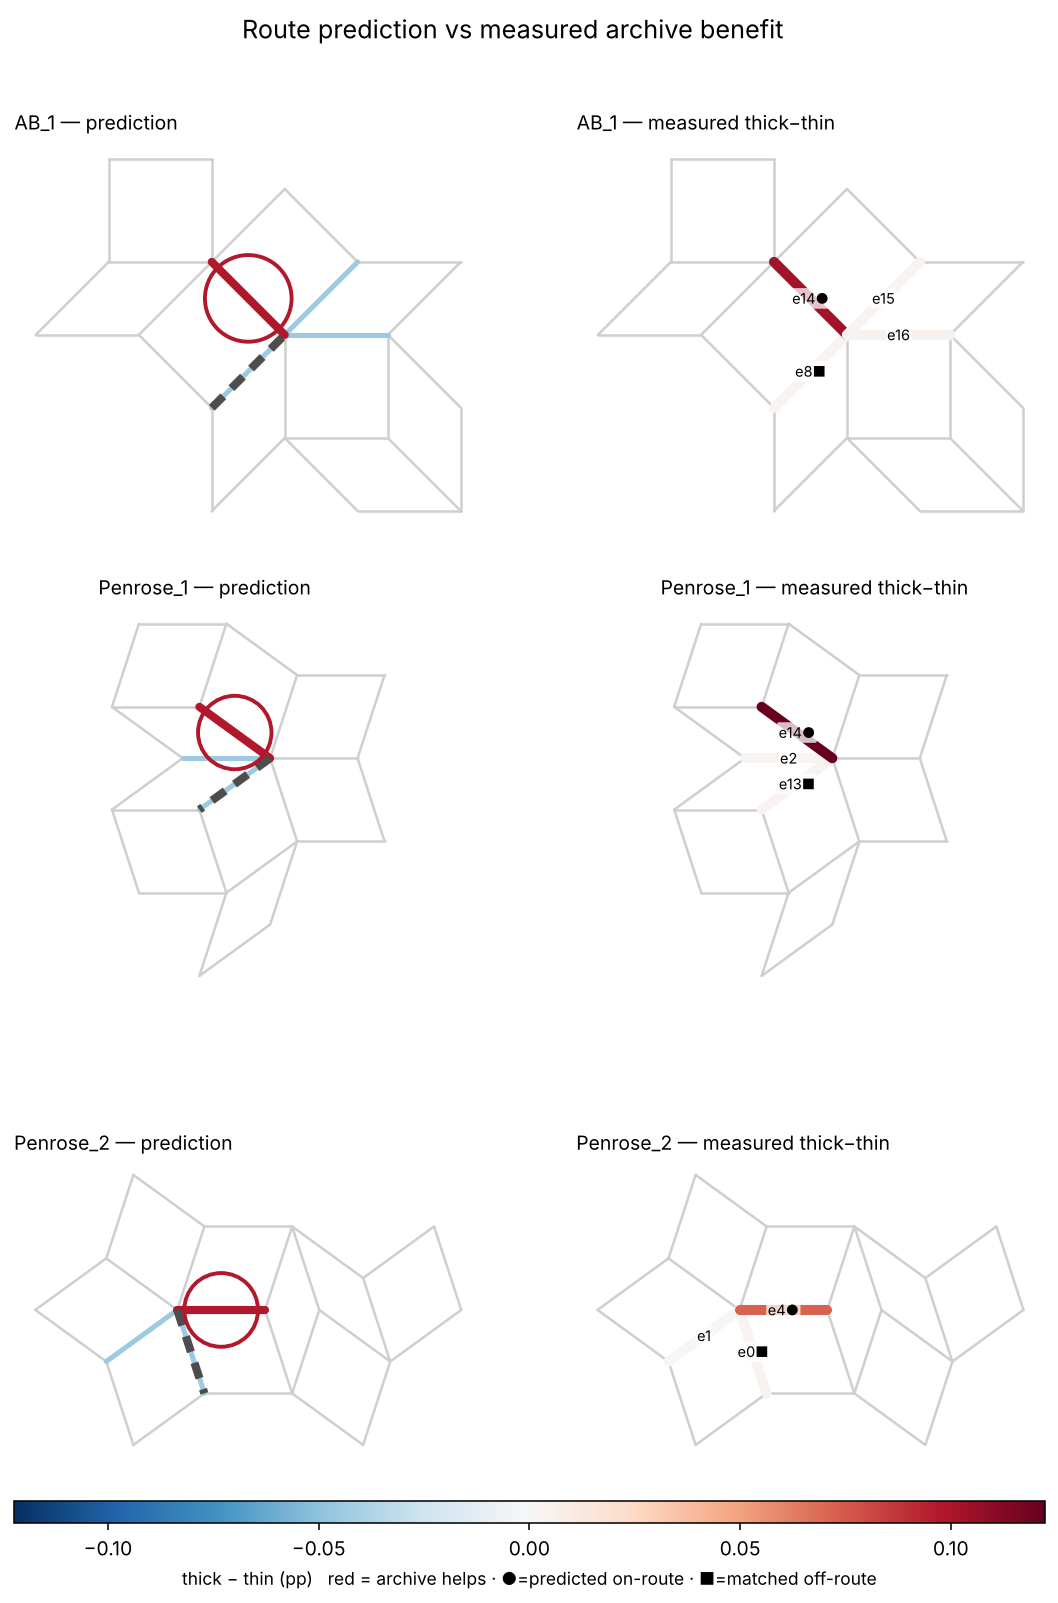 Route prediction vs measured archive benefit
AB_1 — prediction
AB_1 — measured thick−thin
e14
e15
e16
e8
Penrose_1 — prediction
Penrose_1 — measured thick−thin
e14
e2
e13
Penrose_2 — prediction
Penrose_2 — measured thick−thin
e4
e1
e0
−0.10 −0.05 0.00 0.05 0.10
thick − thin (pp) red = archive helps · ●=predicted on-route · ■=matched off-route